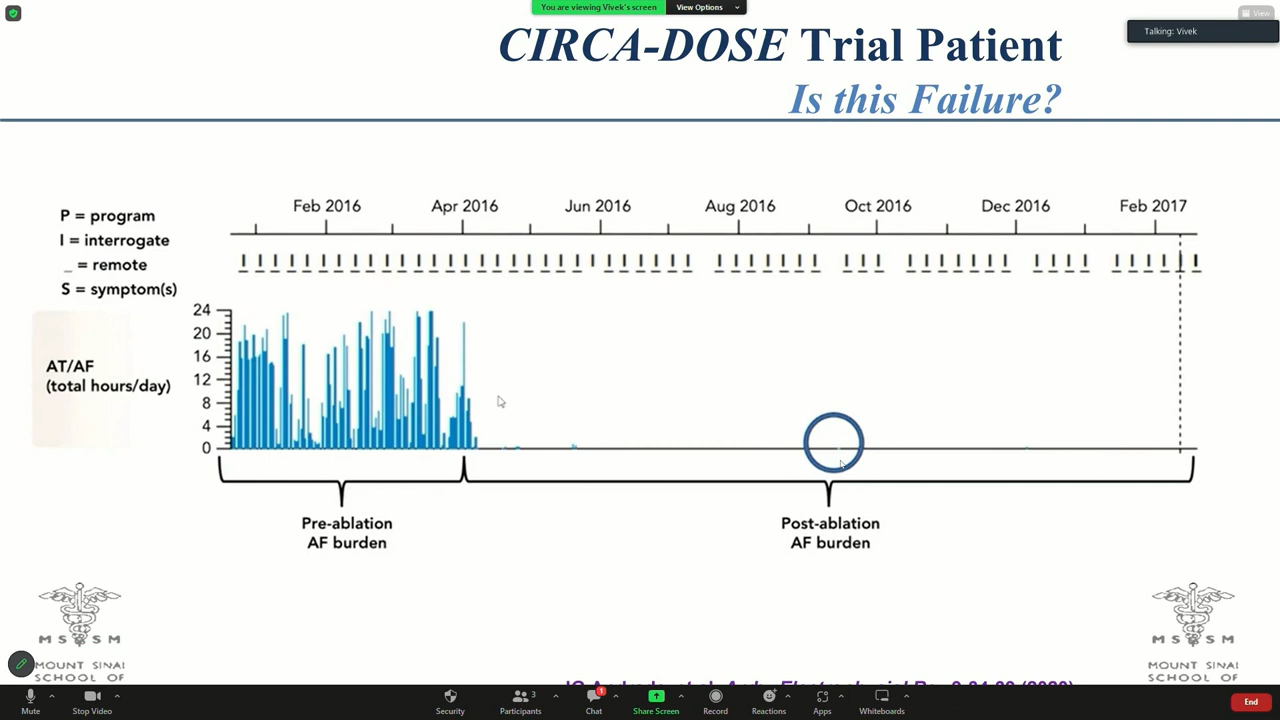 You are viewing Vivek's screen
View Options
View
Talking: Vivek
CIRCA-DOSE Trial Patient
Is this Failure?
Feb 2016 Apr 2016 Jun 2016 Aug 2016 Oct 2016 Dec 2016 Feb 2017
P = program
I = interrogate
_ = remote
S = symptom(s)
AT/AF
(total hours/day)
24
20
16
12
8
4
0
Pre-ablation
AF burden
Post-ablation
AF burden
MSSM
MOUNT SINAI
SCHOOL OF
MSSM
MOUNT SINAI
SCHOOL OF
Mute
Stop Video
Security
3
Participants
1
Chat
Share Screen
Record
Reactions
Apps
Whiteboards
End